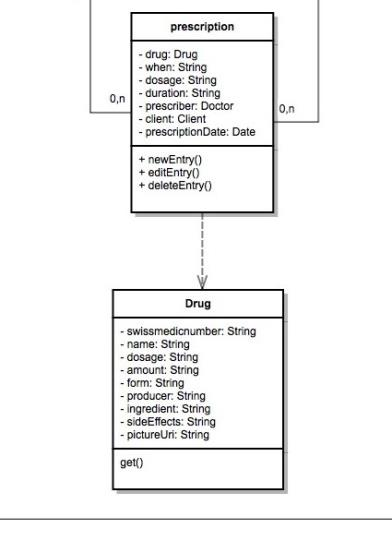 prescription
- drug: Drug
- when: String
- dosage: String
- duration: String
- prescriber: Doctor
- client: Client
- prescriptionDate: Date
0,n
0,n
+ newEntry()
+ editEntry()
+ deleteEntry()
Drug
- swissmedicnumber: String
- name: String
- dosage: String
- amount: String
- form: String
- producer: String
- ingredient: String
- sideEffects: String
- pictureUri: String
get()